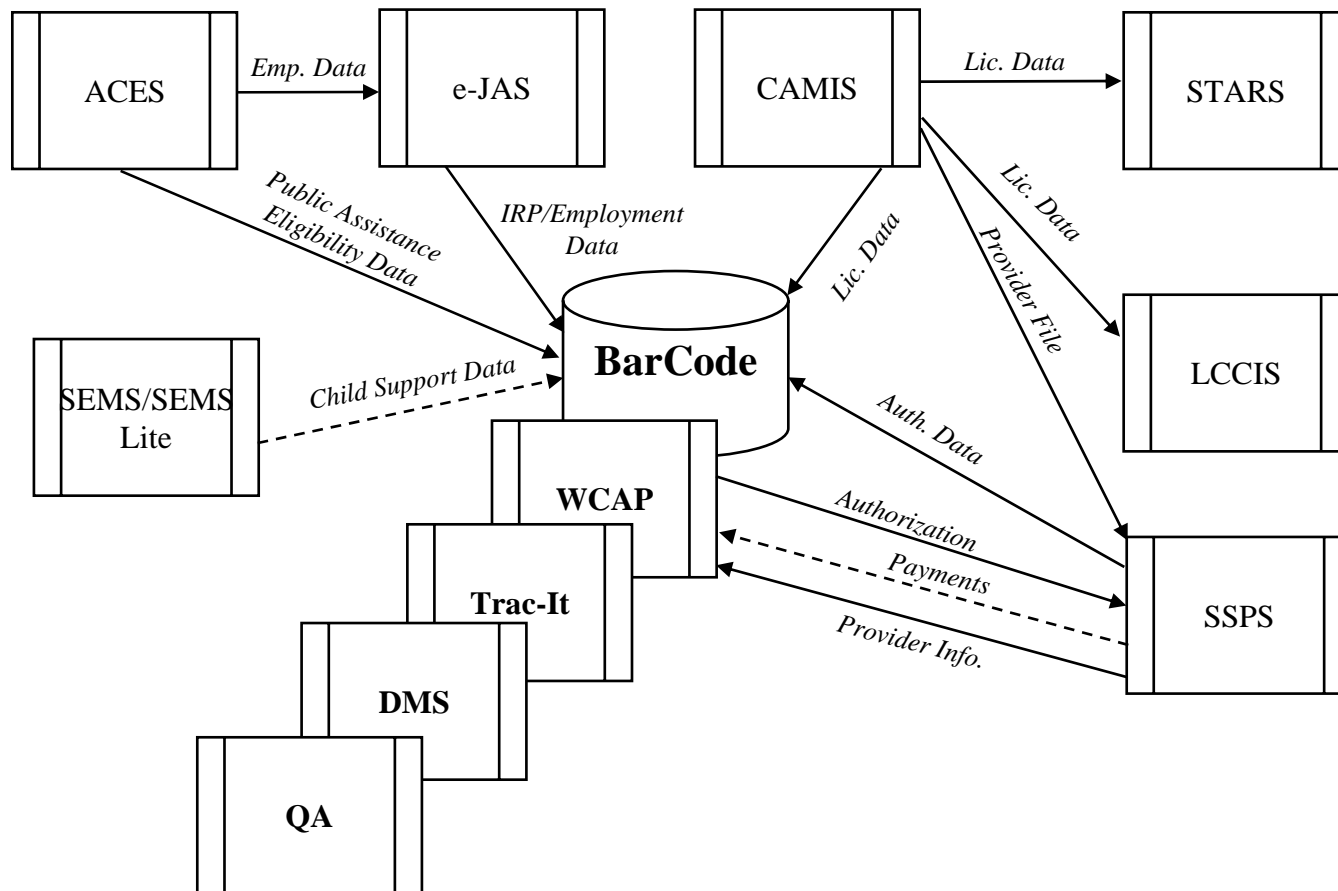 ACES
Emp. Data
e-JAS
CAMIS
Lic. Data
STARS
Public Assistance
Eligibility Data
IRP/Employment
Data
Lic. Data
Lic. Data
Provider File
BarCode
LCCIS
SEMS/SEMS
Lite
Child Support Data
Auth. Data
WCAP
Authorization
Payments
Provider Info.
SSPS
Trac-It
DMS
QA